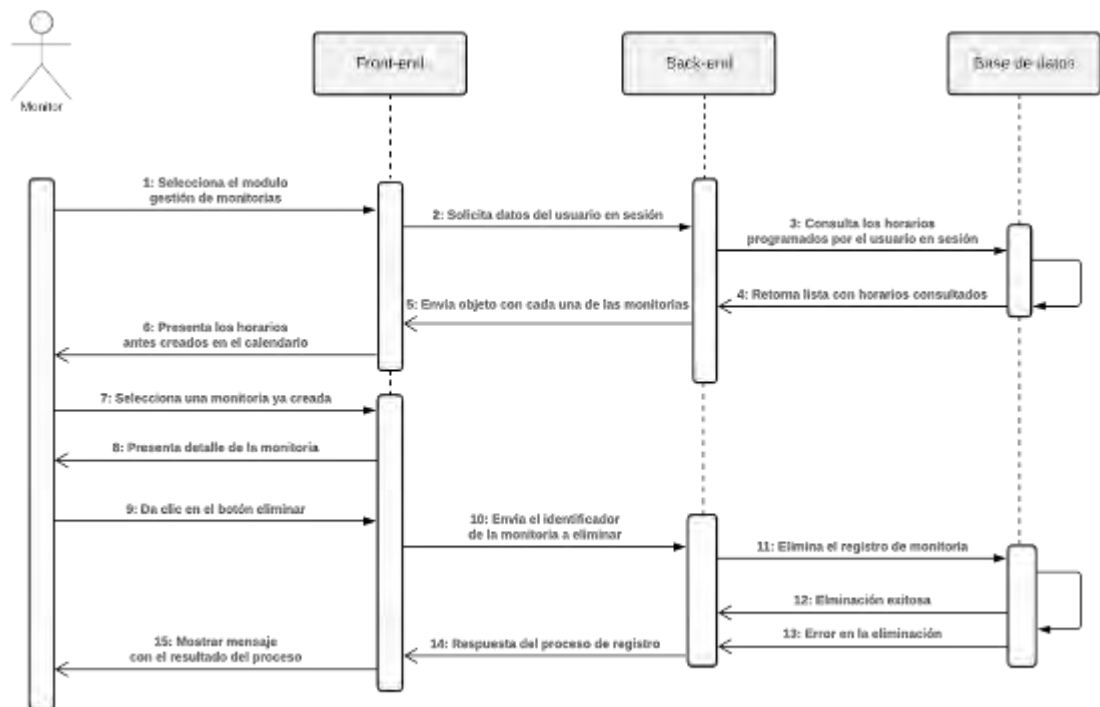 Monitor
Front-end
Back-end
Base de datos
1: Selecciona el modulo
gestión de monitorias
2: Solicita datos del usuario en sesión
3: Consulta los horarios
programados por el usuario en sesión
4: Retorna lista con horarios consultados
5: Envia objeto con cada una de las monitorias
6: Presenta los horarios
antes creados en el calendario
7: Selecciona una monitoria ya creada
8: Presenta detalle de la monitoria
9: Da clic en el botón eliminar
10: Envia el identificador
de la monitoria a eliminar
11: Elimina el registro de monitoria
12: Elminación exitosa
13: Error en la eliminación
14: Respuesta del proceso de registro
15: Mostrar mensaje
con el resultado del proceso